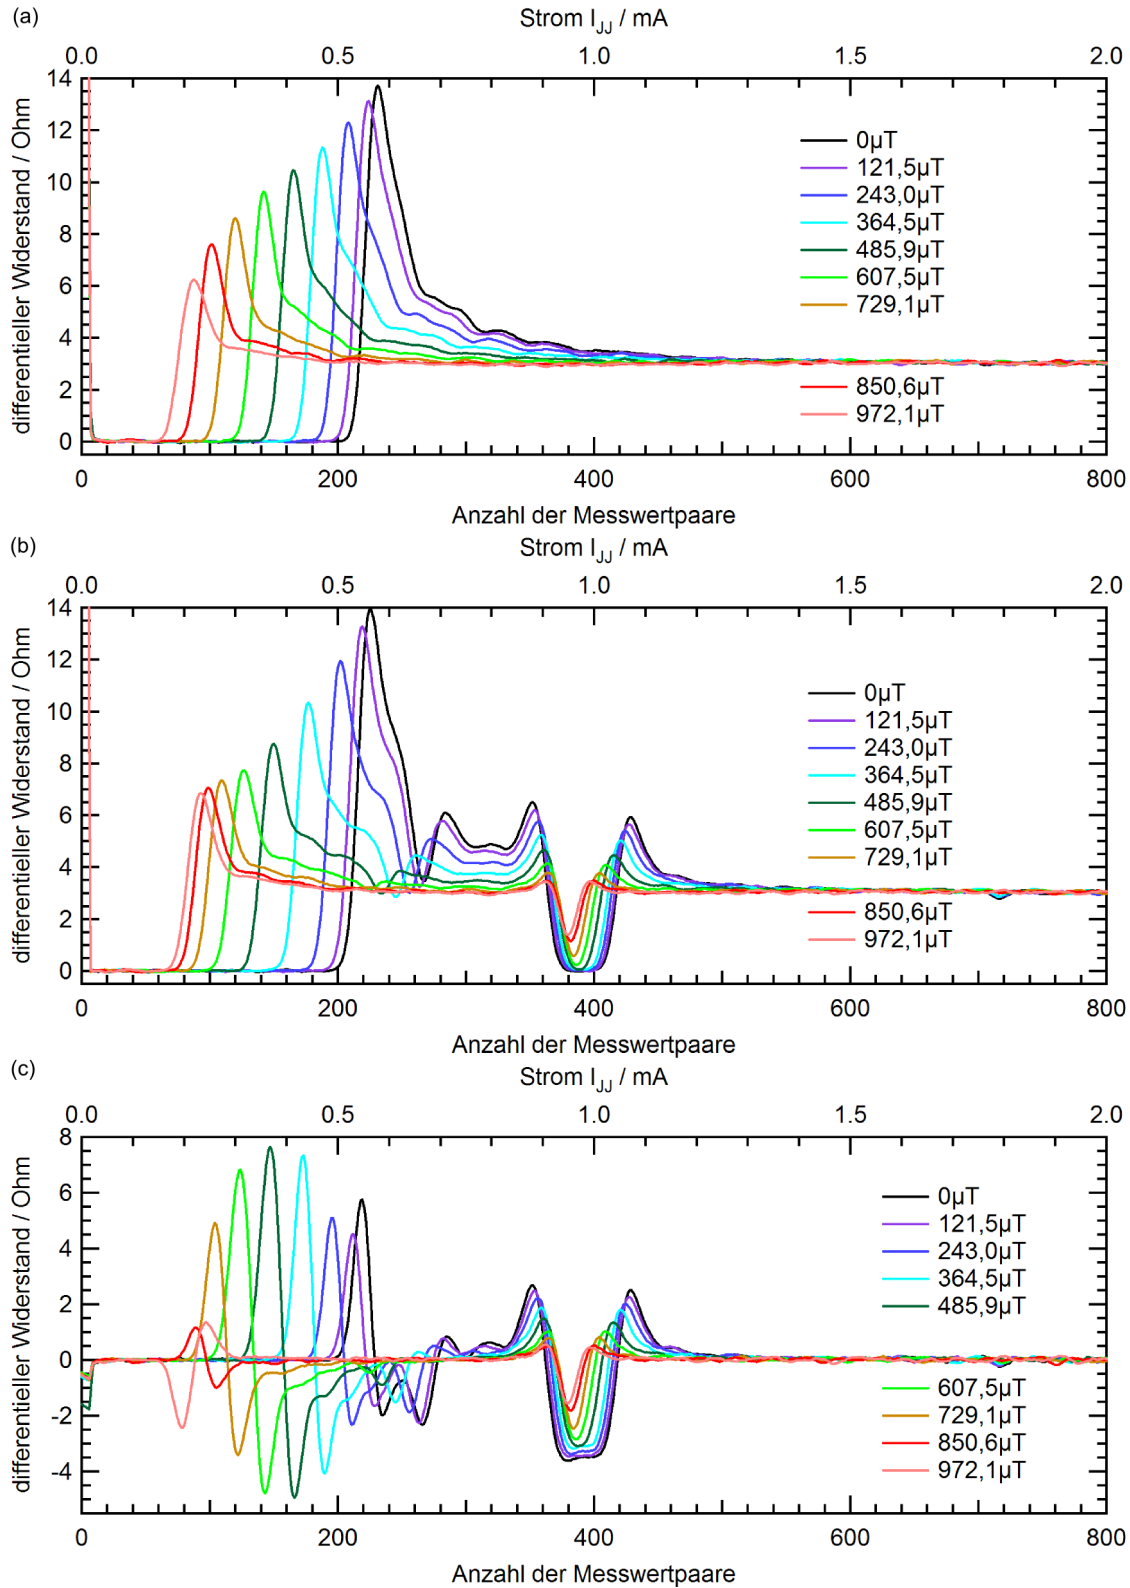 (a)
Strom I_JJ / mA
0.0 0.5 1.0 1.5 2.0
differentieller Widerstand / Ohm
14
12
10
8
6
4
2
0
0µT
121,5µT
243,0µT
364,5µT
485,9µT
607,5µT
729,1µT
850,6µT
972,1µT
0 200 400 600 800
Anzahl der Messwertpaare
(b)
Strom I_JJ / mA
0.0 0.5 1.0 1.5 2.0
differentieller Widerstand / Ohm
14
12
10
8
6
4
2
0
0µT
121,5µT
243,0µT
364,5µT
485,9µT
607,5µT
729,1µT
850,6µT
972,1µT
0 200 400 600 800
Anzahl der Messwertpaare
(c)
Strom I_JJ / mA
0.0 0.5 1.0 1.5 2.0
differentieller Widerstand / Ohm
8
6
4
2
0
-2
-4
0µT
121,5µT
243,0µT
364,5µT
485,9µT
607,5µT
729,1µT
850,6µT
972,1µT
0 200 400 600 800
Anzahl der Messwertpaare